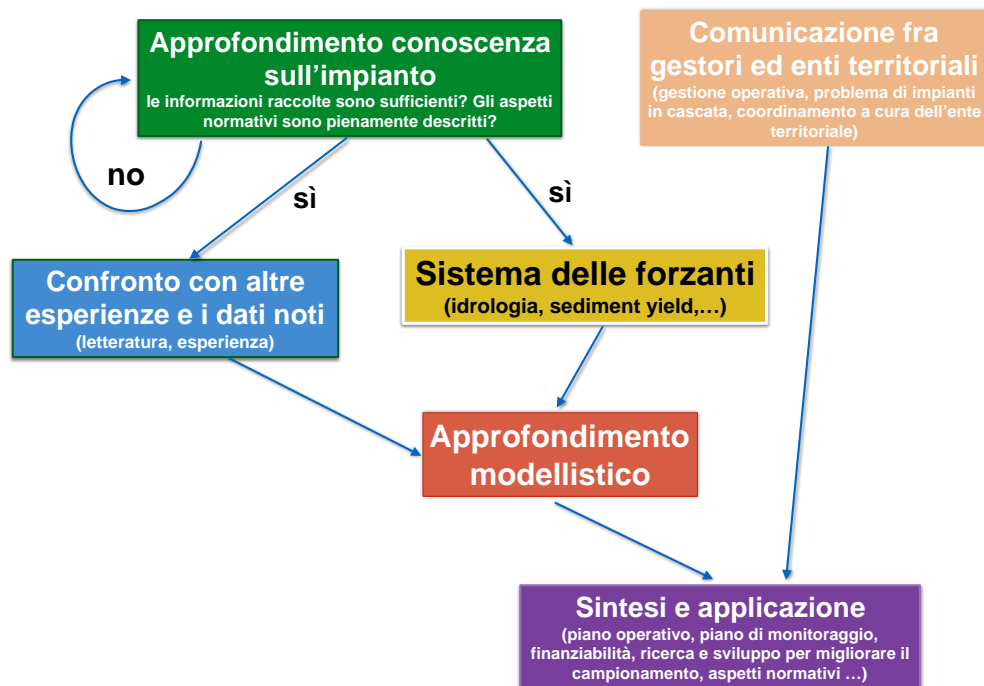 Approfondimento conoscenza
sull'impianto
le informazioni raccolte sono sufficienti? Gli aspetti
normativi sono pienamente descritti?
Comunicazione fra
gestori ed enti territoriali
(gestione operativa, problema di impianti
in cascata, coordinamento a cura dell'ente
territoriale)
no
sì
sì
Confronto con altre
esperienze e i dati noti
(letteratura, esperienza)
Sistema delle forzanti
(idrologia, sediment yield,…)
Approfondimento
modellistico
Sintesi e applicazione
(piano operativo, piano di monitoraggio,
finanziabilità, ricerca e sviluppo per migliorare il
campionamento, aspetti normativi …)